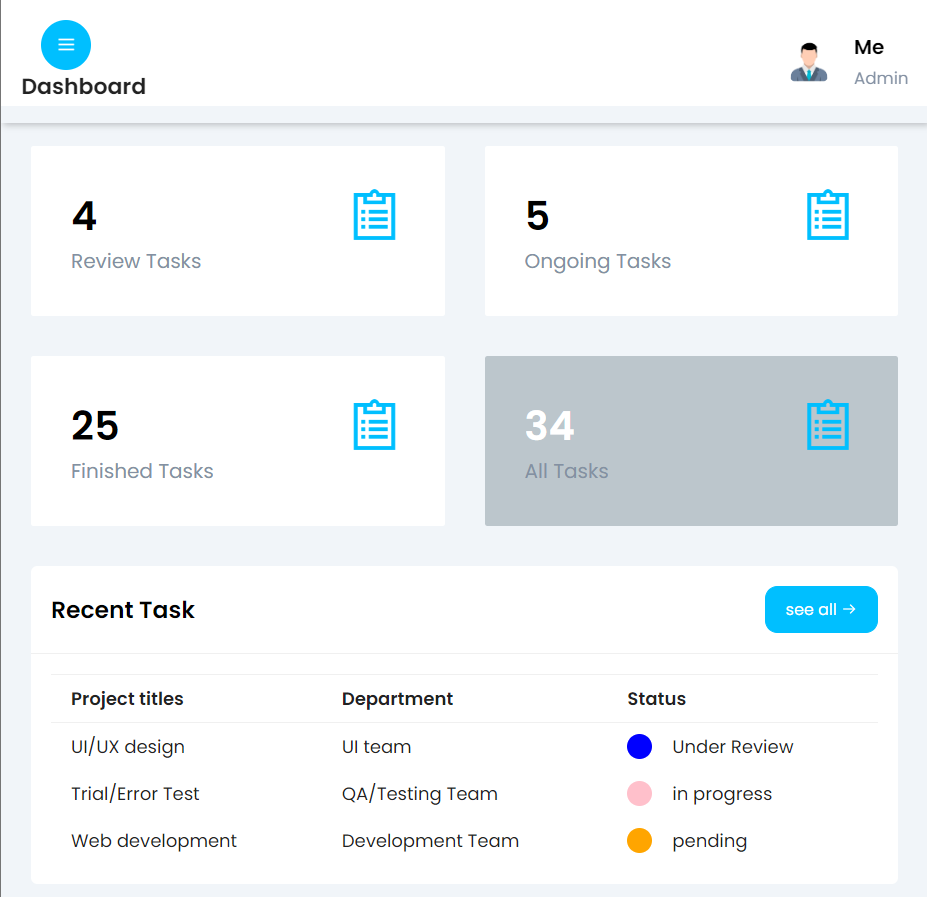 Dashboard
Me
Admin
4
Review Tasks
5
Ongoing Tasks
25
Finished Tasks
34
All Tasks
Recent Task
see all →
Project titles Department Status
UI/UX design UI team Under Review
Trial/Error Test QA/Testing Team in progress
Web development Development Team pending